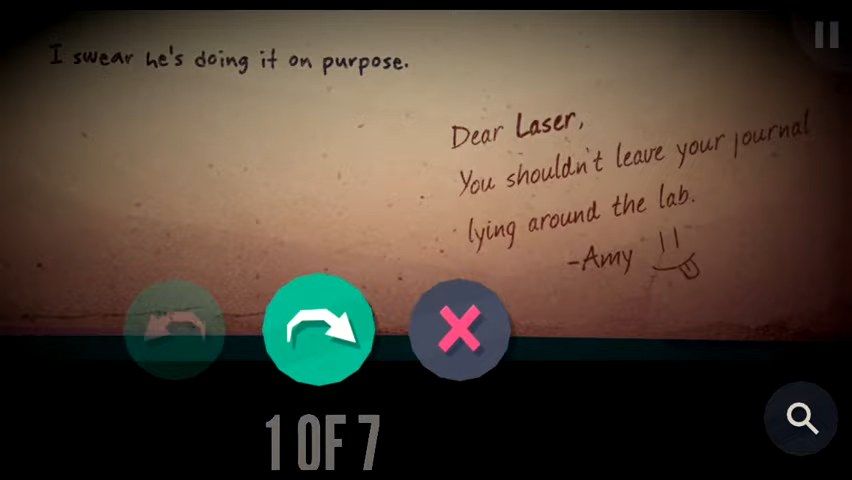 I swear he's doing it on purpose.
Dear Laser,
You shouldn't leave your journal
lying around the lab.
-Amy
1 OF 7